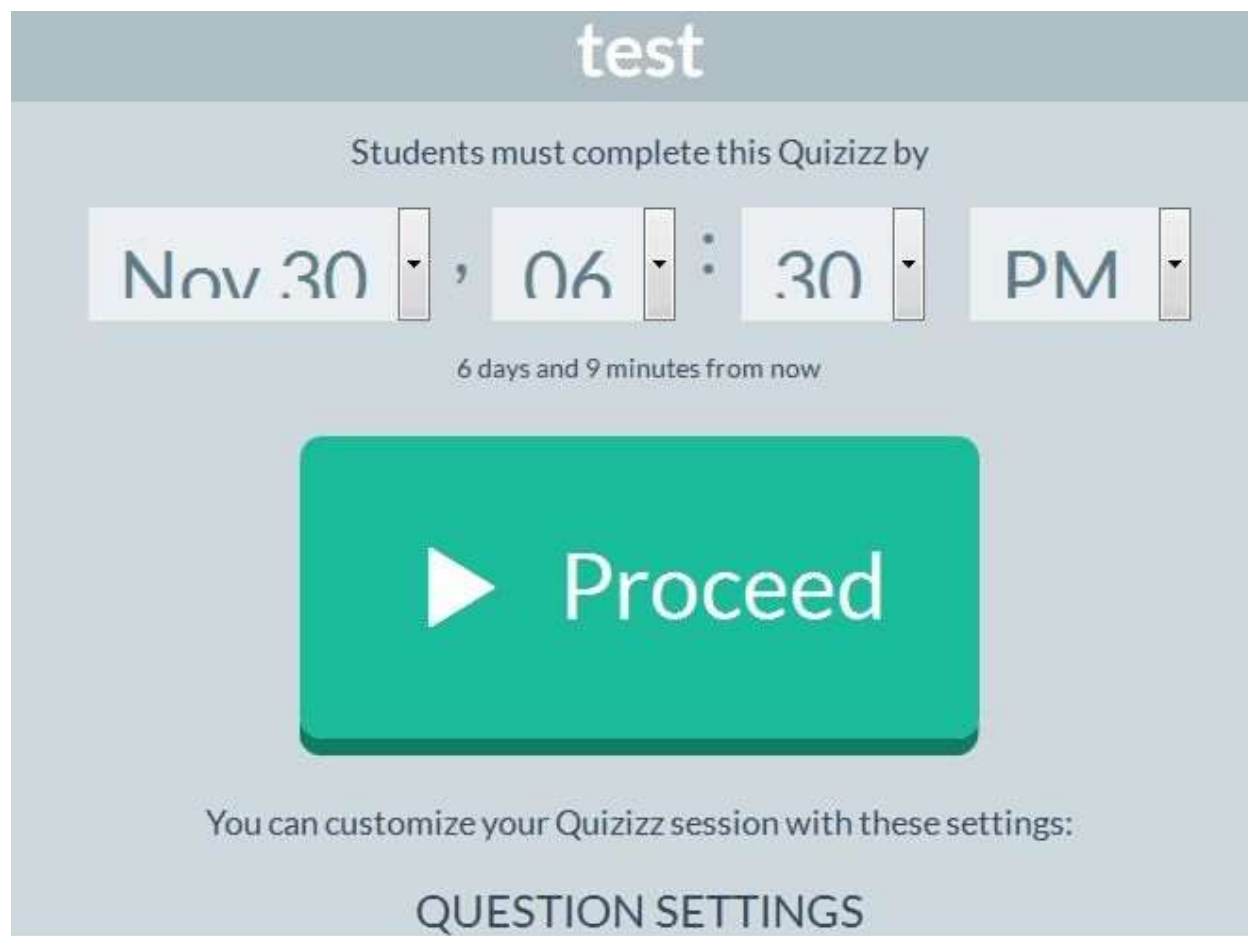 test
Students must complete this Quizizz by
Nov 30 , 06 : 30 PM
6 days and 9 minutes from now
Proceed
You can customize your Quizizz session with these settings:
QUESTION SETTINGS